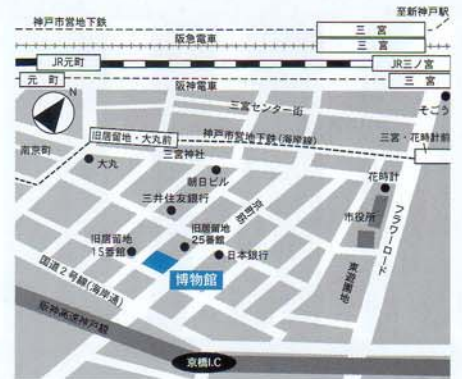 至新神戸駅
神戸市営地下鉄
三 宮
阪急電車
三 宮
JR元町
JR三ノ宮
元 町
阪神電車
三 宮
N
三宮センター街
そごう
旧居留地・大丸前
神戸市営地下鉄(海岸線)
三宮・花時計前
南京町
大丸
三宮神社
朝日ビル
花時計
三井住友銀行
京町筋
市役所
フラワーロード
旧居留地
15番館
旧居留地
25番館
日本銀行
東遊園地
博物館
国道2号線(海岸通)
阪神高速神戸線
京橋I.C